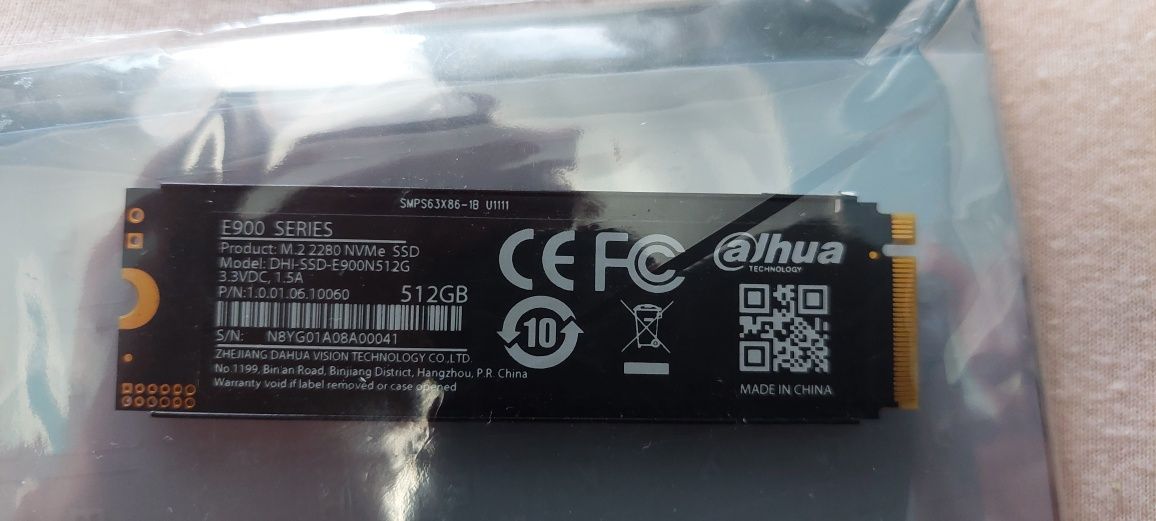 SMPS63X86-1B U1111
E900 SERIES
Product: M.2 2280 NVMe SSD
Model: DHI-SSD-E900N512G
3.3VDC, 1.5A
P/N:1.0.01.06.10060
512GB
S/N: N8YG01A08A00041
ZHEJIANG DAHUA VISION TECHNOLOGY CO.,LTD.
No.1199, Bin'an Road, Binjiang District, Hangzhou, P.R. China
Warranty void if label removed or case opened
CE FC
10
alhua
TECHNOLOGY
MADE IN CHINA